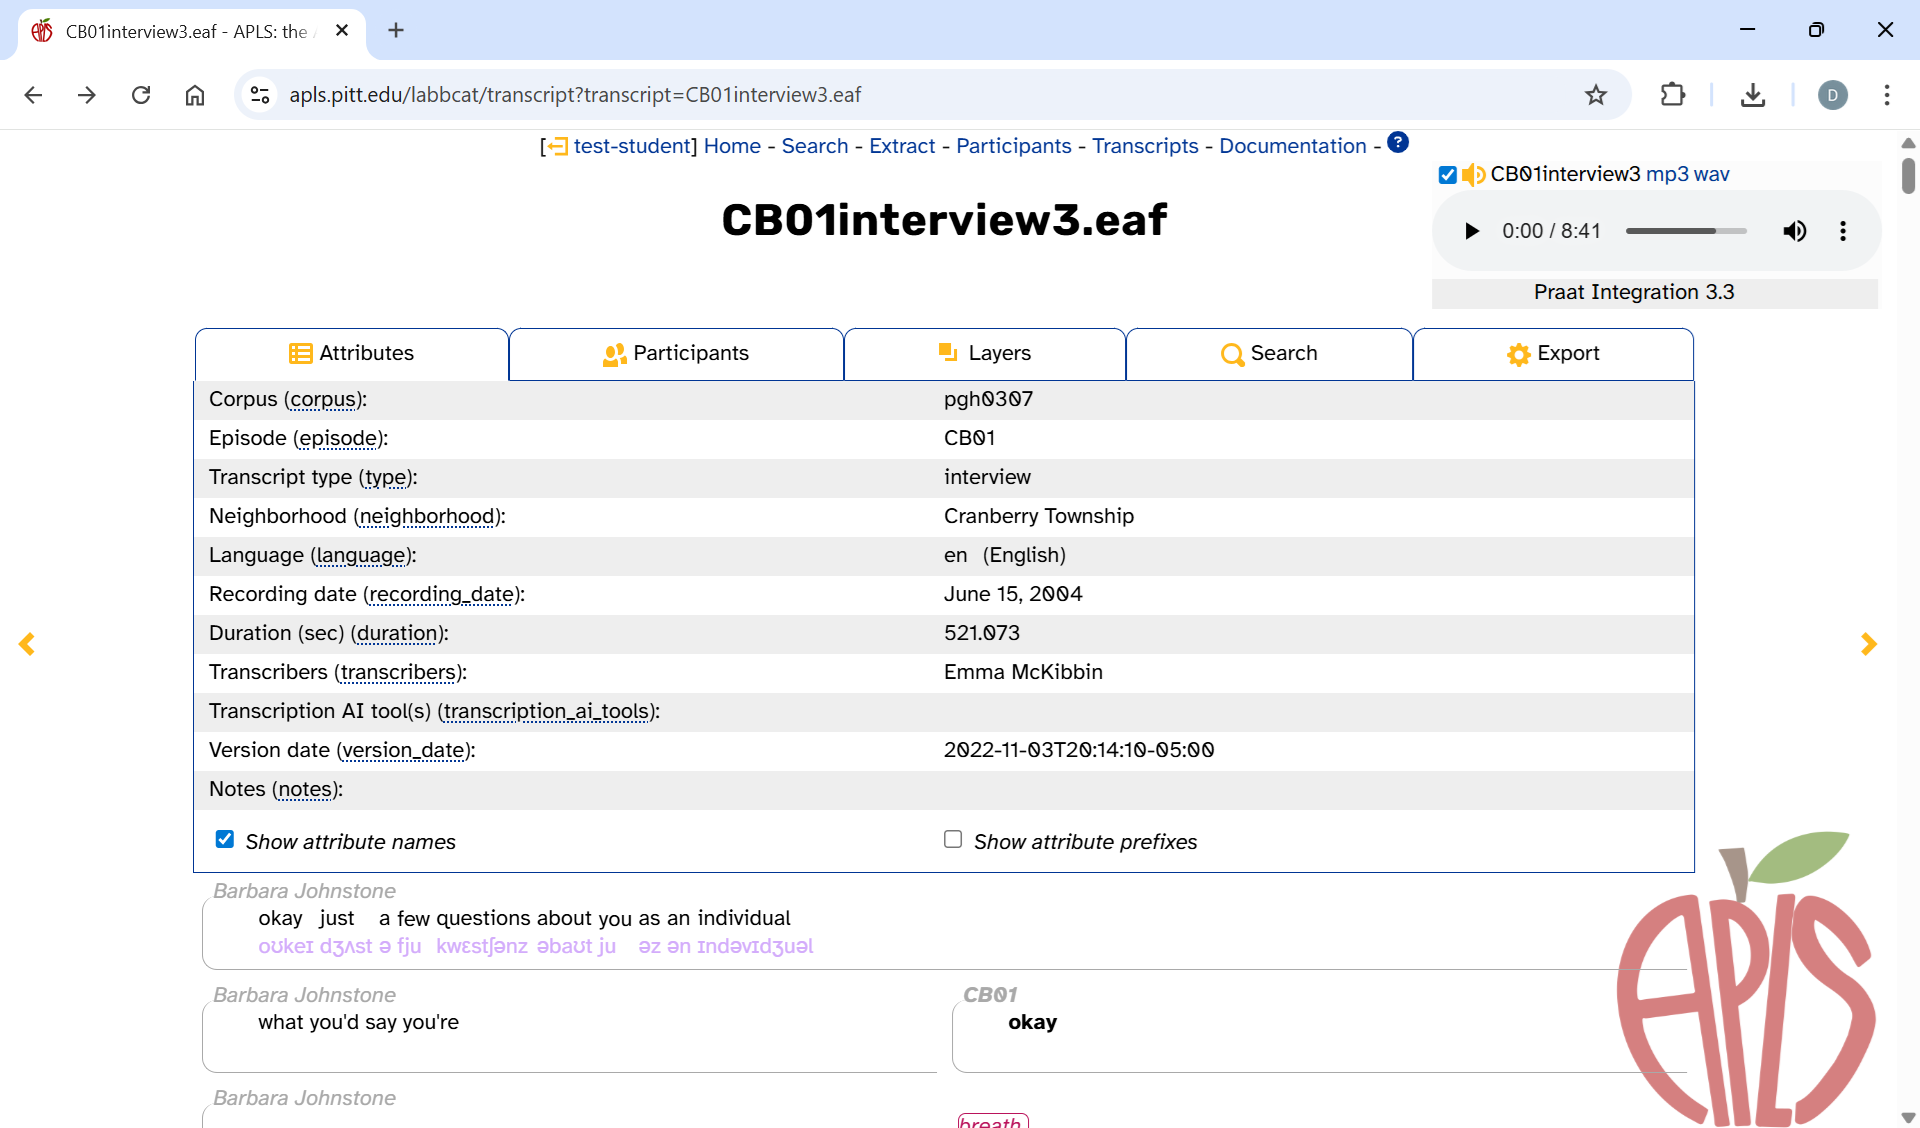 CB01interview3.eaf - APLS: the
apls.pitt.edu/labbcat/transcript?transcript=CB01interview3.eaf
D
[test-student] Home - Search - Extract - Participants - Transcripts - Documentation - ?
CB01interview3 mp3 wav
CB01interview3.eaf
0:00 / 8:41
Praat Integration 3.3
Attributes Participants Layers Search Export
Corpus (corpus): pgh0307
Episode (episode): CB01
Transcript type (type): interview
Neighborhood (neighborhood): Cranberry Township
Language (language): en (English)
Recording date (recording_date): June 15, 2004
Duration (sec) (duration): 521.073
Transcribers (transcribers): Emma McKibbin
Transcription AI tool(s) (transcription_ai_tools):
Version date (version_date): 2022-11-03T20:14:10-05:00
Notes (notes):
Show attribute names Show attribute prefixes
Barbara Johnstone
okay just a few questions about you as an individual
oʊkeɪ dʒʌst ə fju kwɛstʃənz əbaʊt ju əz ən ɪndəvɪdʒuəl
Barbara Johnstone CB01
what you'd say you're okay
Barbara Johnstone
breath
APLS